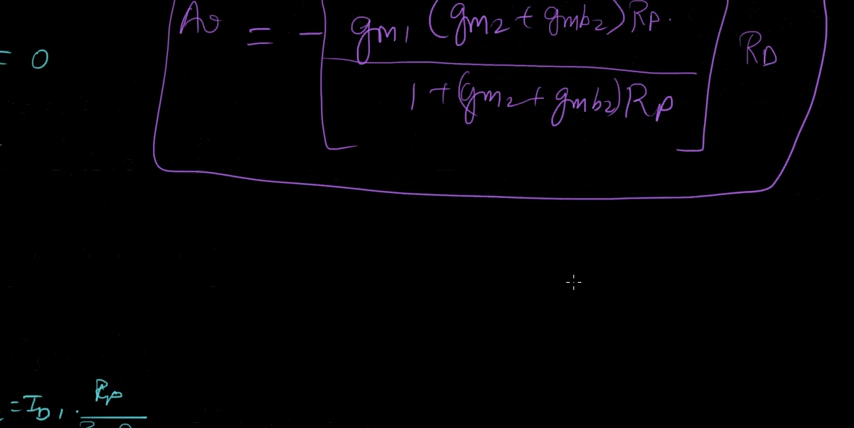 Av = - [ gm1 (gm2 + gmb2) Rp. / 1 + (gm2 + gmb2) Rp ] RD
= 0
= ID1 . Rp